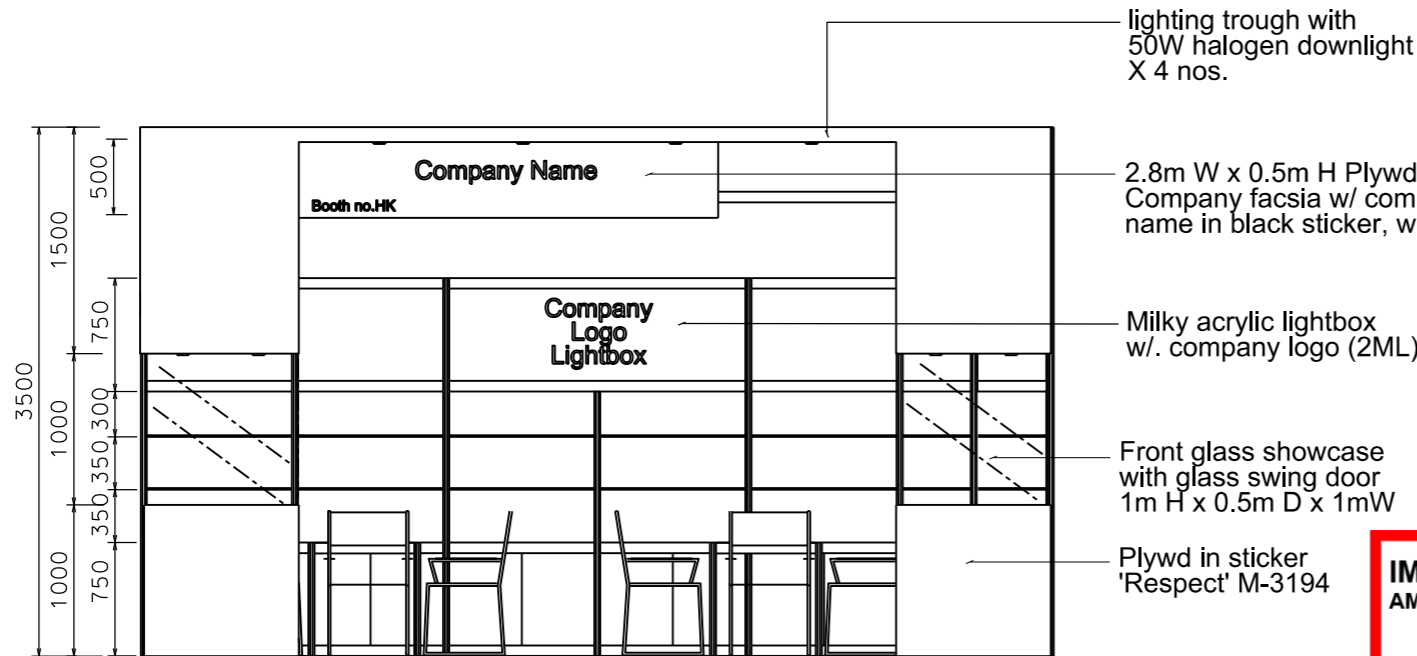 lighting trough with
50W halogen downlight
X 4 nos.
500
Company Name
2.8m W x 0.5m H Plywd
Company facsia w/ com
name in black sticker, w
Booth no.HK
1500
750
Company
Logo
Lightbox
Milky acrylic lightbox
w/. company logo (2ML)
3500
1000
300
350
350
Front glass showcase
with glass swing door
1m H x 0.5m D x 1mW
1000
750
Plywd in sticker
'Respect' M-3194
IM
AM